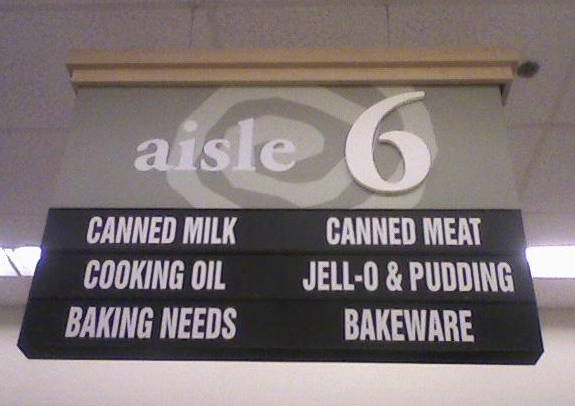 aisle 6
CANNED MILK CANNED MEAT
COOKING OIL JELL-O & PUDDING
BAKING NEEDS BAKEWARE